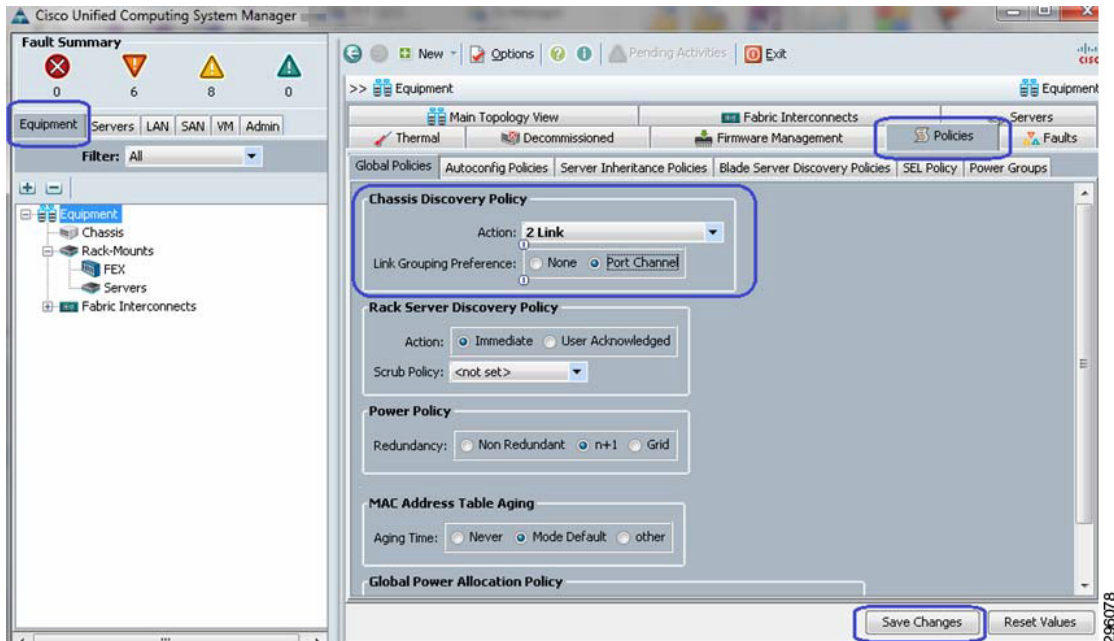 Cisco Unified Computing System Manager
Fault Summary
0 6 8 0
New Options Pending Activities Exit
>> Equipment Equipment
Equipment Servers LAN SAN VM Admin
Filter: All
Main Topology View Fabric Interconnects Servers
Thermal Decommissioned Firmware Management Policies Faults
Global Policies Autoconfig Policies Server Inheritance Policies Blade Server Discovery Policies SEL Policy Power Groups
Equipment
Chassis
Rack-Mounts
FEX
Servers
Fabric Interconnects
Chassis Discovery Policy
Action: 2 Link
Link Grouping Preference: None Port Channel
Rack Server Discovery Policy
Action: Immediate User Acknowledged
Scrub Policy: <not set>
Power Policy
Redundancy: Non Redundant n+1 Grid
MAC Address Table Aging
Aging Time: Never Mode Default other
Global Power Allocation Policy
Save Changes Reset Values
296078